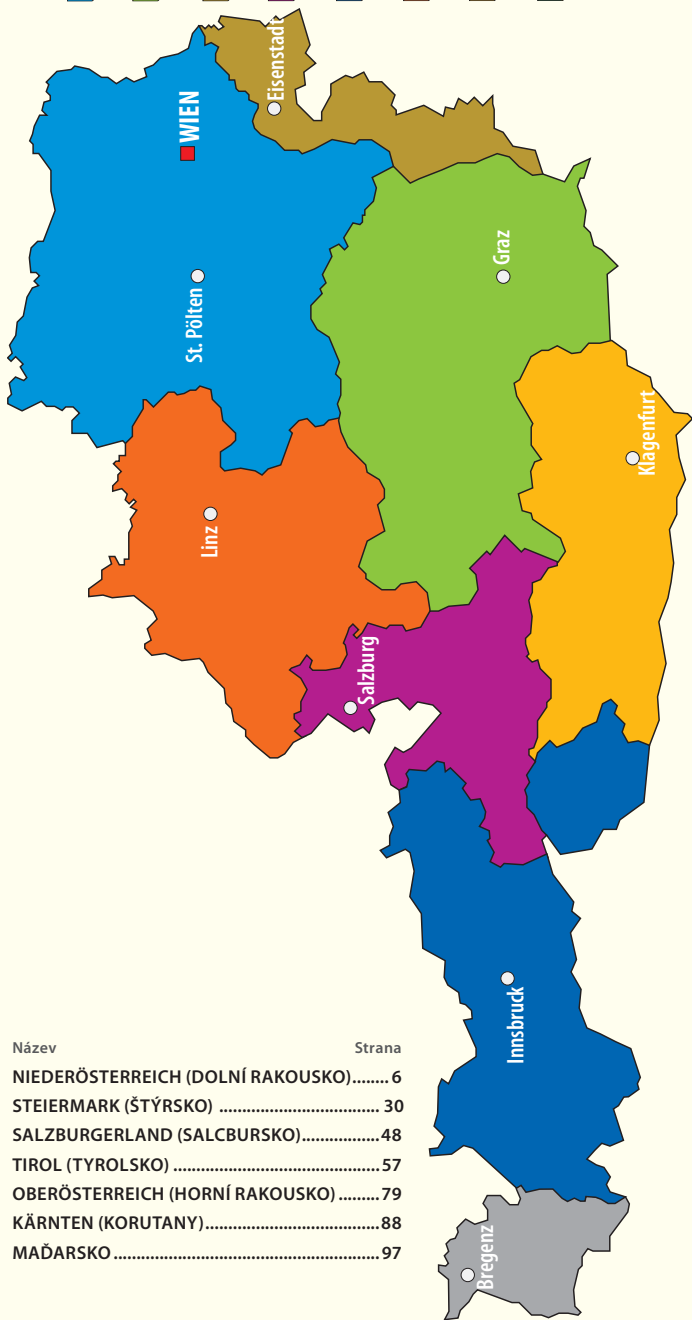 Eisenstadt
WIEN
St. Pölten
Graz
Linz
Klagenfurt
Salzburg
Innsbruck
Bregenz
Název Strana
NIEDERÖSTERREICH (DOLNÍ RAKOUSKO)........ 6
STEIERMARK (ŠTÝRSKO) .................................. 30
SALZBURGERLAND (SALCBURSKO)................48
TIROL (TYROLSKO) ...........................................57
OBERÖSTERREICH (HORNÍ RAKOUSKO) .........79
KÄRNTEN (KORUTANY).....................................88
MAĎARSKO .......................................................97